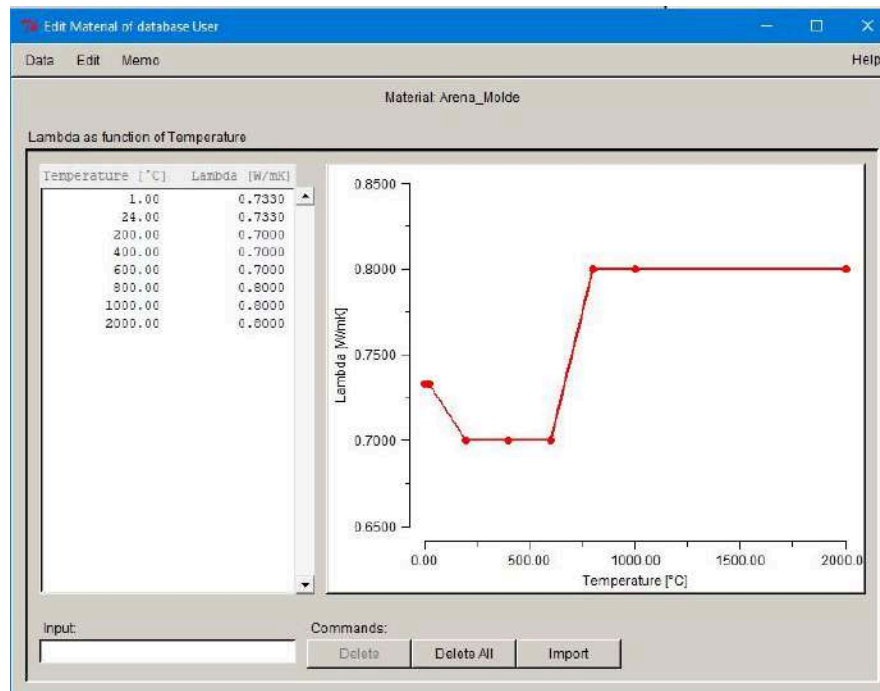 Edit Material of database User
Data Edit Memo Help
Material: Arena_Molde
Lambda as function of Temperature
Temperature [°C] Lambda [W/mK]
1.00 0.7330
24.00 0.7330
200.00 0.7000
400.00 0.7000
600.00 0.7000
800.00 0.8000
1000.00 0.8000
2000.00 0.8000
0.8500
0.8000
0.7500
0.7000
0.6500
Lambda [W/mK]
0.00 500.00 1000.00 1500.00 2000.0
Temperature [°C]
Input:
Commands:
Delete Delete All Import